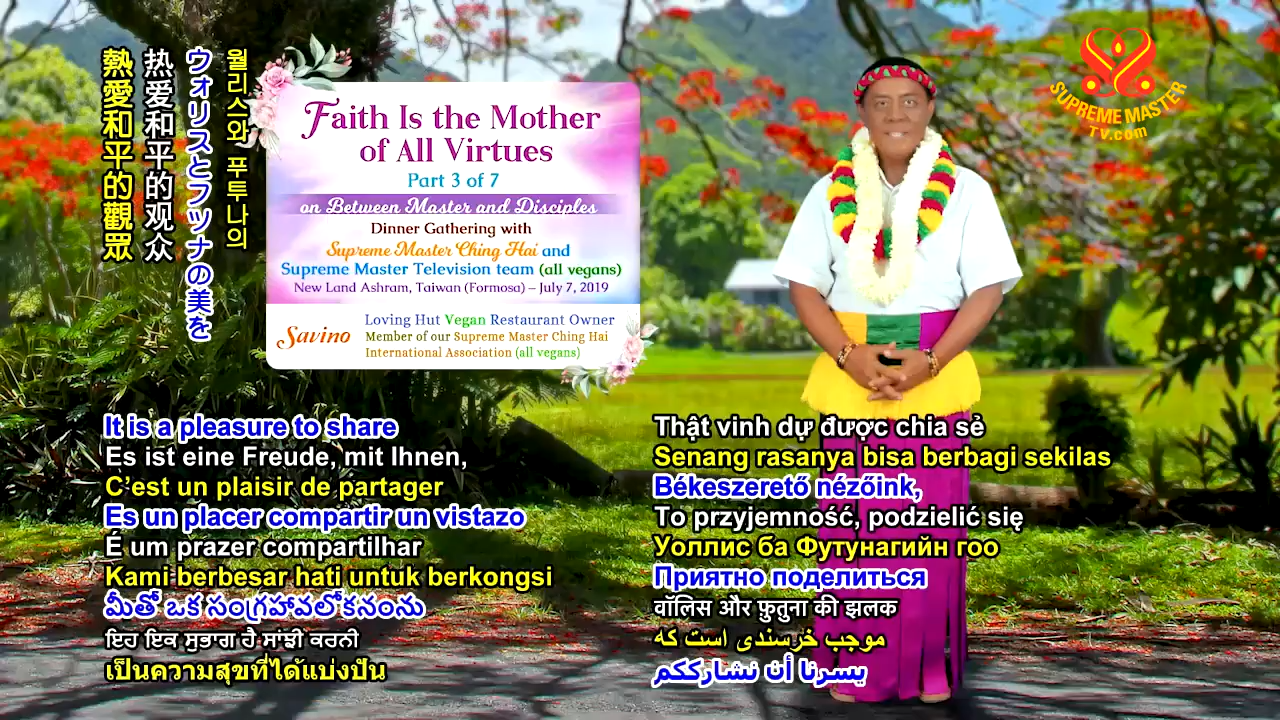 熱愛和平的觀眾
热爱和平的观众
ウォリスとフツナの美を
월리스와 푸투나의
Faith Is the Mother
of All Virtues
Part 3 of 7
on Between Master and Disciples
Dinner Gathering with
Supreme Master Ching Hai and
Supreme Master Television team (all vegans)
New Land Ashram, Taiwan (Formosa) – July 7, 2019
Savino
Loving Hut Vegan Restaurant Owner
Member of our Supreme Master Ching Hai
International Association (all vegans)
SUPREME MASTER
TV.com
It is a pleasure to share
Es ist eine Freude, mit Ihnen,
C’est un plaisir de partager
Es un placer compartir un vistazo
É um prazer compartilhar
Kami berbesar hati untuk berkongsi
మీతో ఒక సంగ్రహావలోకనంను
ਇਹ ਇਕ ਸੁਭਾਗ ਹੈ ਸਾਂਝੀ ਕਰਨੀ
เป็นความสุขที่ได้แบ่งปัน
Thật vinh dự được chia sẻ
Senang rasanya bisa berbagi sekilas
Békeszerető nézőink,
To przyjemność, podzielić się
Уоллис ба Футунагийн гоо
Приятно поделиться
वॉलिस और फ़ुतुना की झलक
موجب خرسندی است که
يسرنا أن نشارككم